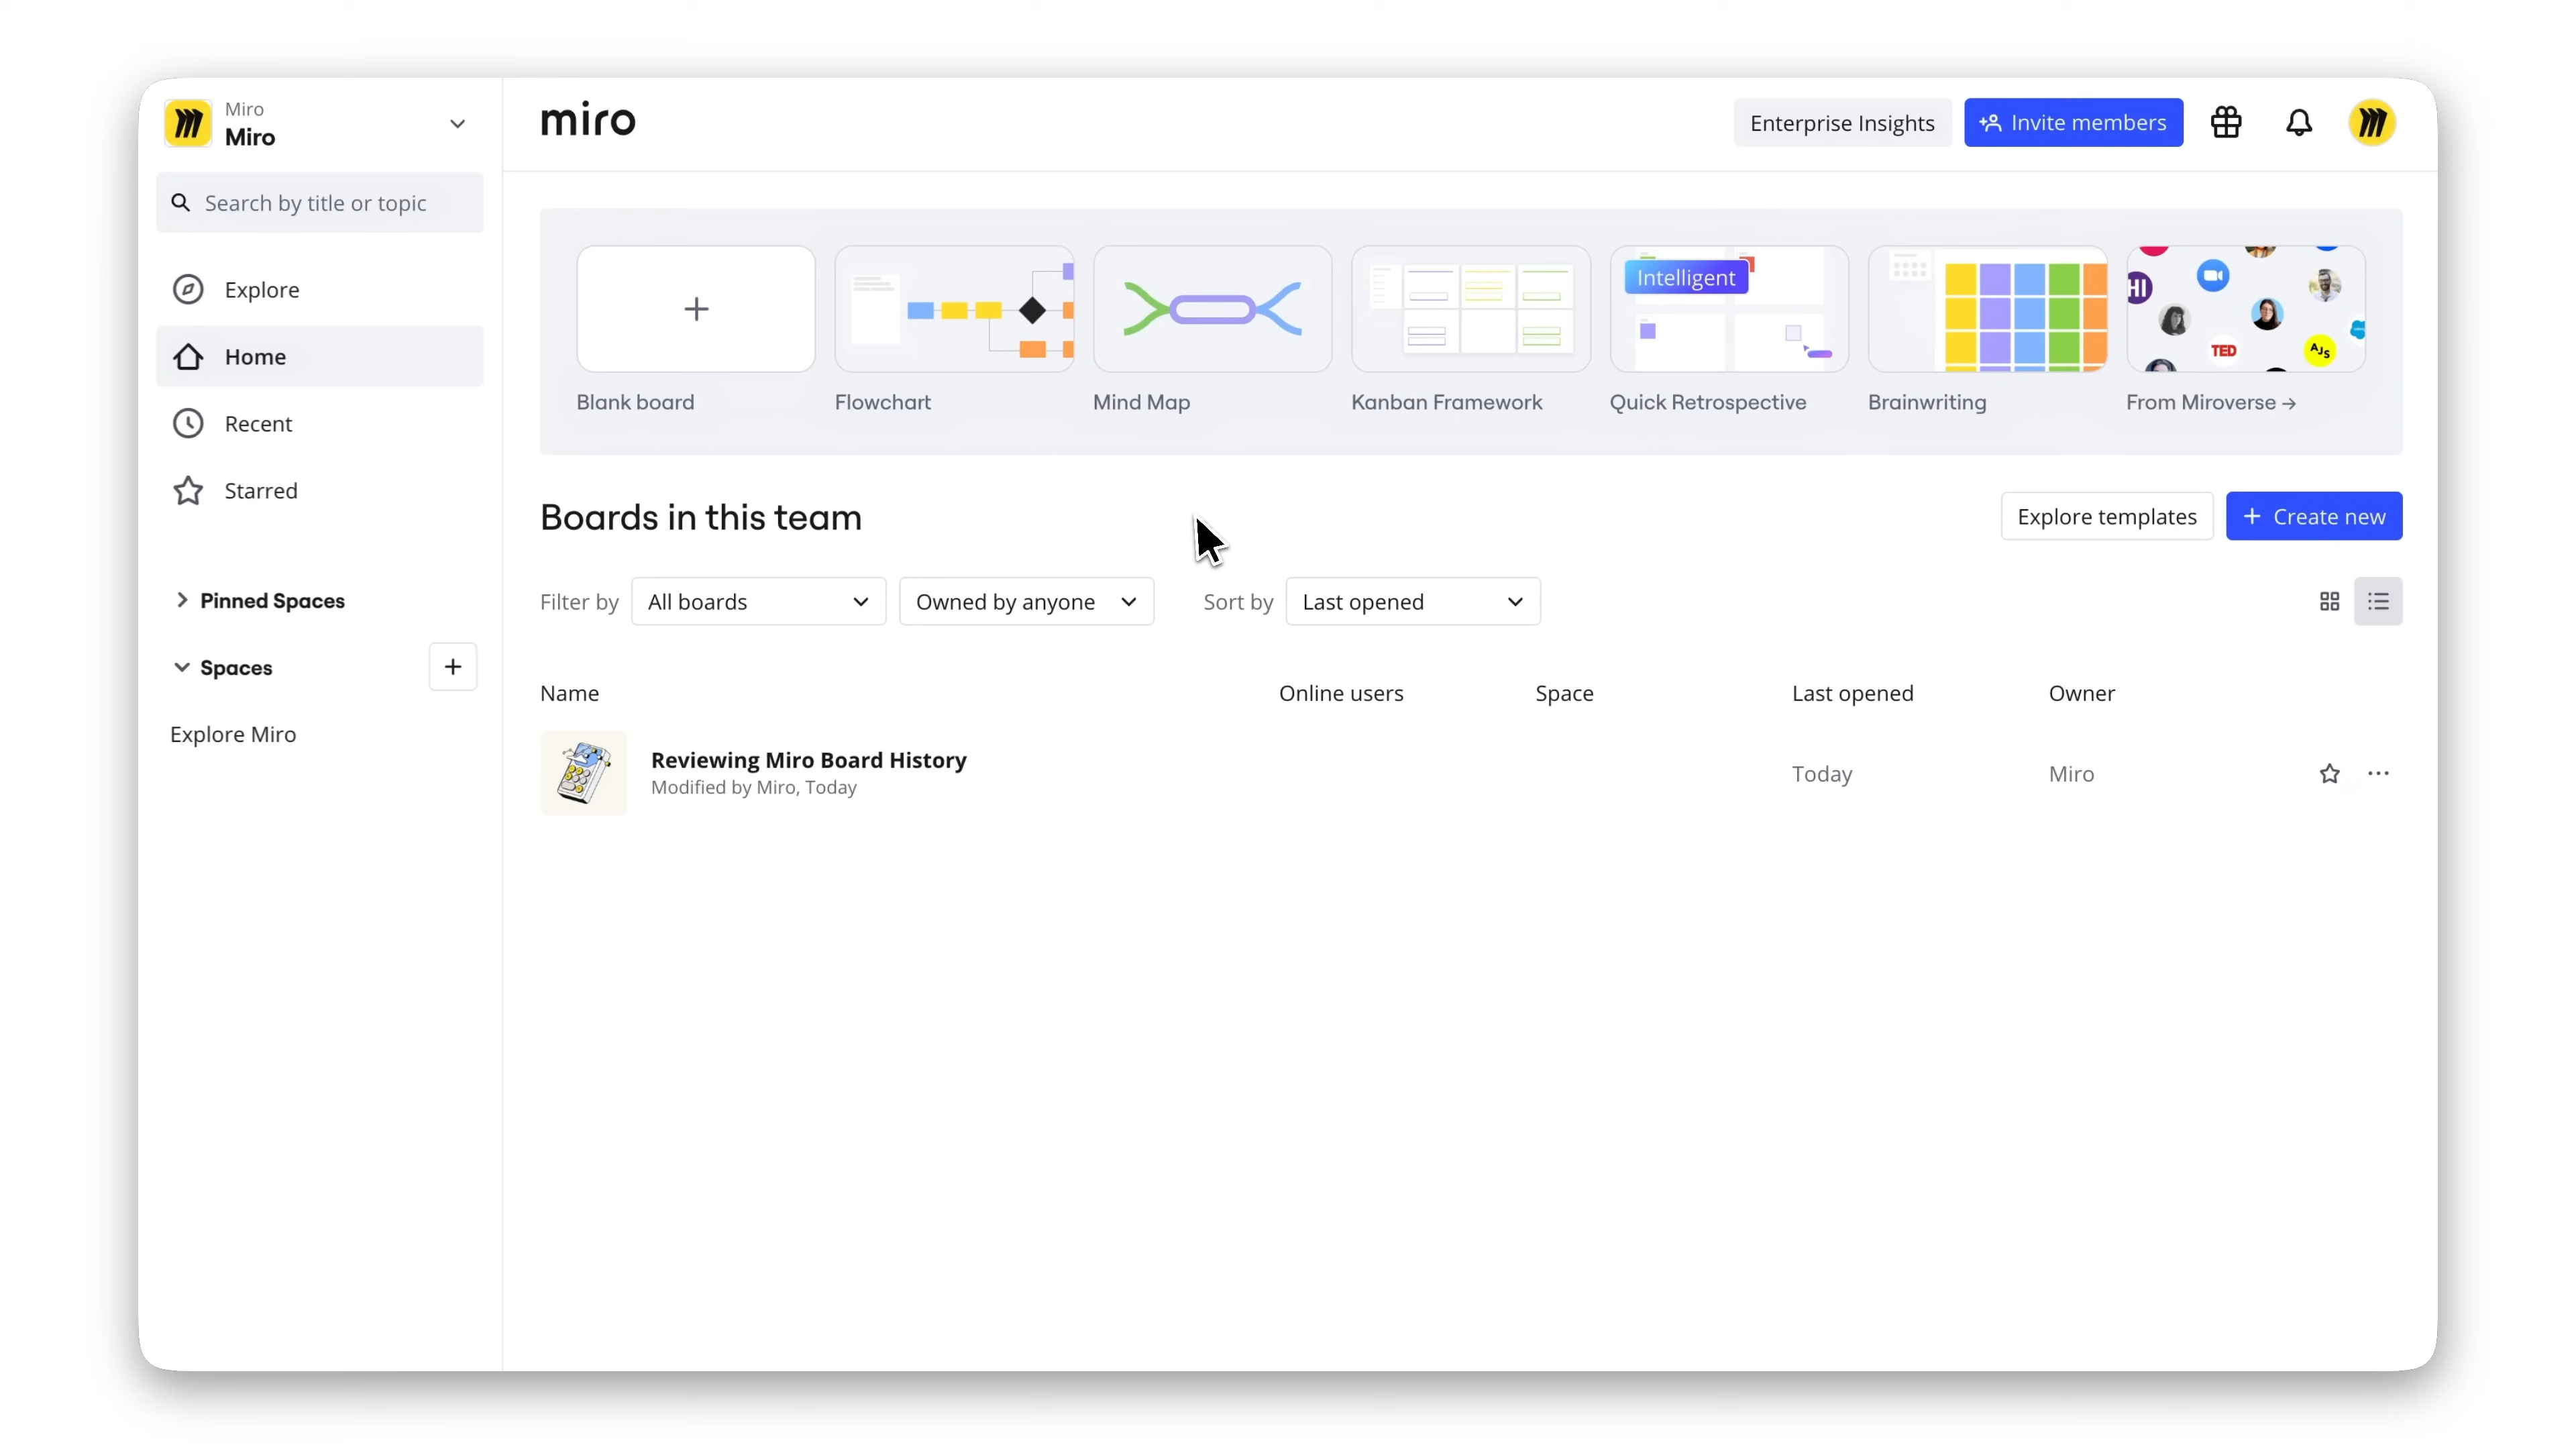 Miro
Miro
miro
Enterprise Insights
Invite members
Search by title or topic
Explore
Home
Recent
Starred
Pinned Spaces
Spaces
Explore Miro
Intelligent
HI
TED
AJS
Blank board
Flowchart
Mind Map
Kanban Framework
Quick Retrospective
Brainwriting
From Miroverse →
Boards in this team
Explore templates
+ Create new
Filter by
All boards
Owned by anyone
Sort by
Last opened
Name
Online users
Space
Last opened
Owner
Reviewing Miro Board History
Modified by Miro, Today
Today
Miro